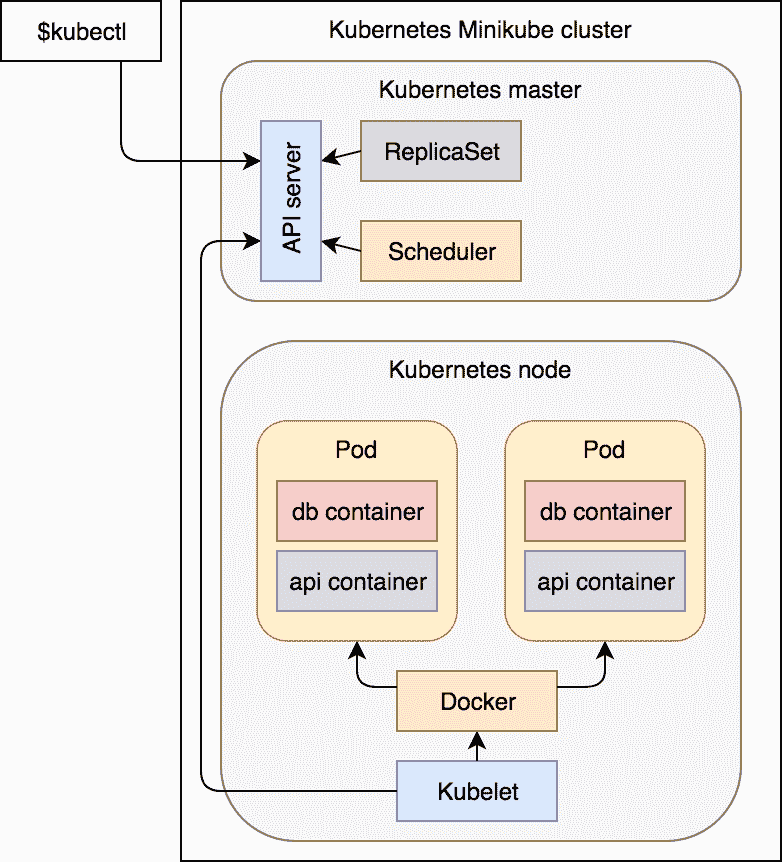 $kubectl
Kubernetes Minikube cluster
Kubernetes master
API server
ReplicaSet
Scheduler
Kubernetes node
Pod
db container
api container
Pod
db container
api container
Docker
Kubelet